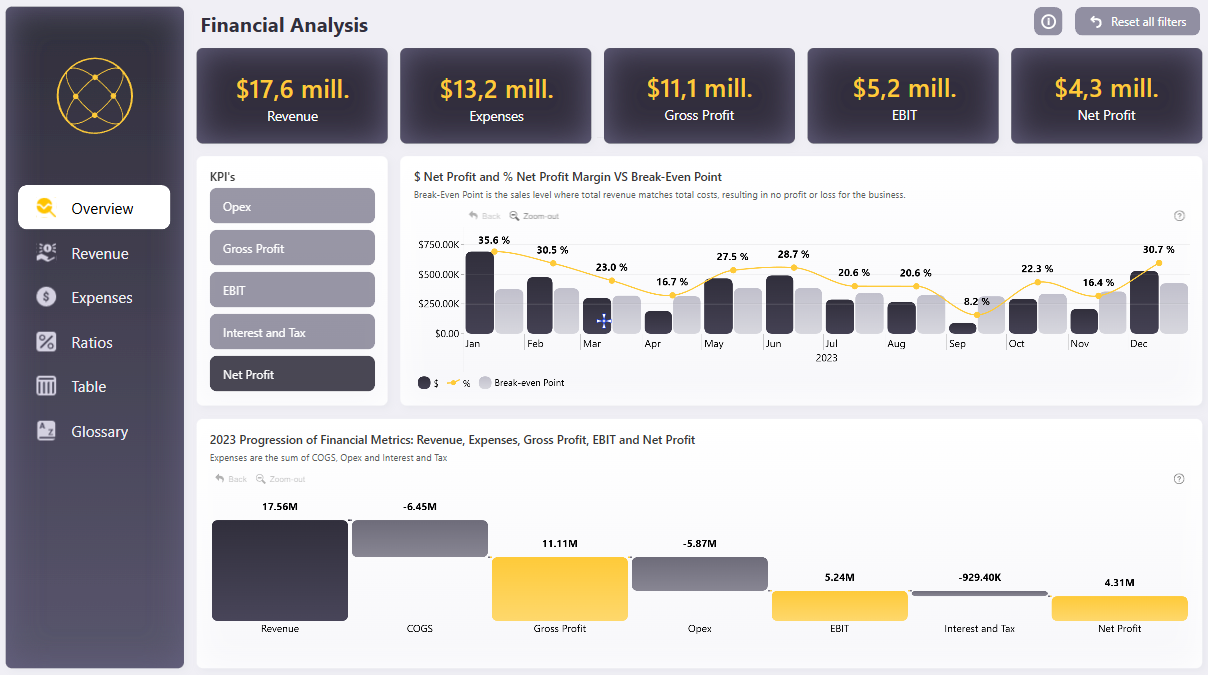 Financial Analysis
Reset all filters
$17,6 mill.
Revenue
$13,2 mill.
Expenses
$11,1 mill.
Gross Profit
$5,2 mill.
EBIT
$4,3 mill.
Net Profit
Overview
Revenue
Expenses
Ratios
Table
Glossary
KPI's
Opex
Gross Profit
EBIT
Interest and Tax
Net Profit
$ Net Profit and % Net Profit Margin VS Break-Even Point
Break-Even Point is the sales level where total revenue matches total costs, resulting in no profit or loss for the business.
Back Zoom-out
$750.00K
$500.00K
$250.00K
$0.00
35.6 % 30.5 % 23.0 % 16.7 % 27.5 % 28.7 % 20.6 % 20.6 % 8.2 % 22.3 % 16.4 % 30.7 %
Jan Feb Mar Apr May Jun Jul Aug Sep Oct Nov Dec
2023
$ % Break-even Point
2023 Progression of Financial Metrics: Revenue, Expenses, Gross Profit, EBIT and Net Profit
Expenses are the sum of COGS, Opex and Interest and Tax
Back Zoom-out
17.56M -6.45M 11.11M -5.87M 5.24M -929.40K 4.31M
Revenue COGS Gross Profit Opex EBIT Interest and Tax Net Profit